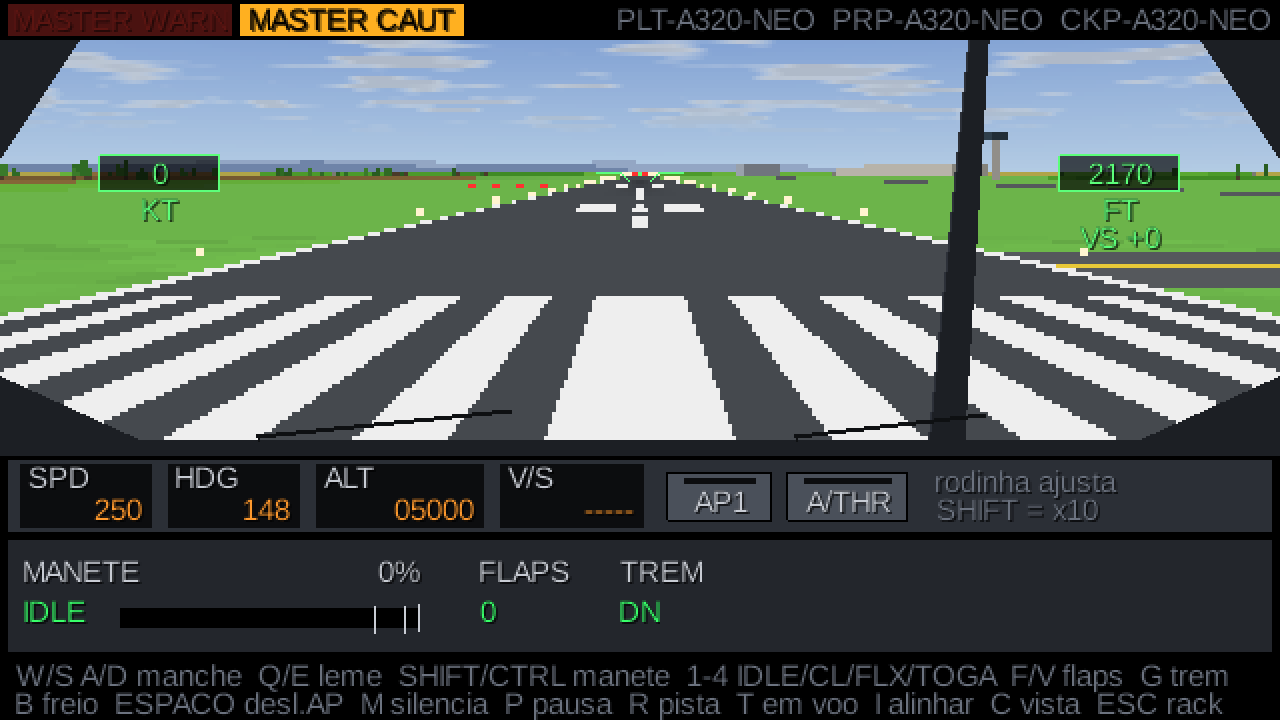 MASTER WARN MASTER CAUT PLT-A320-NEO PRP-A320-NEO CKP-A320-NEO
0 2170
KT FT
VS +0
SPD HDG ALT V/S
250 148 05000 -----
AP1 A/THR
rodinha ajusta
SHIFT = x10
MANETE 0% FLAPS TREM
IDLE 0 DN
W/S A/D manche Q/E leme SHIFT/CTRL manete 1-4 IDLE/CL/FLX/TOGA F/V flaps G trem
B freio ESPACO desl.AP M silencia P pausa R pista T em voo I alinhar C vista ESC rack